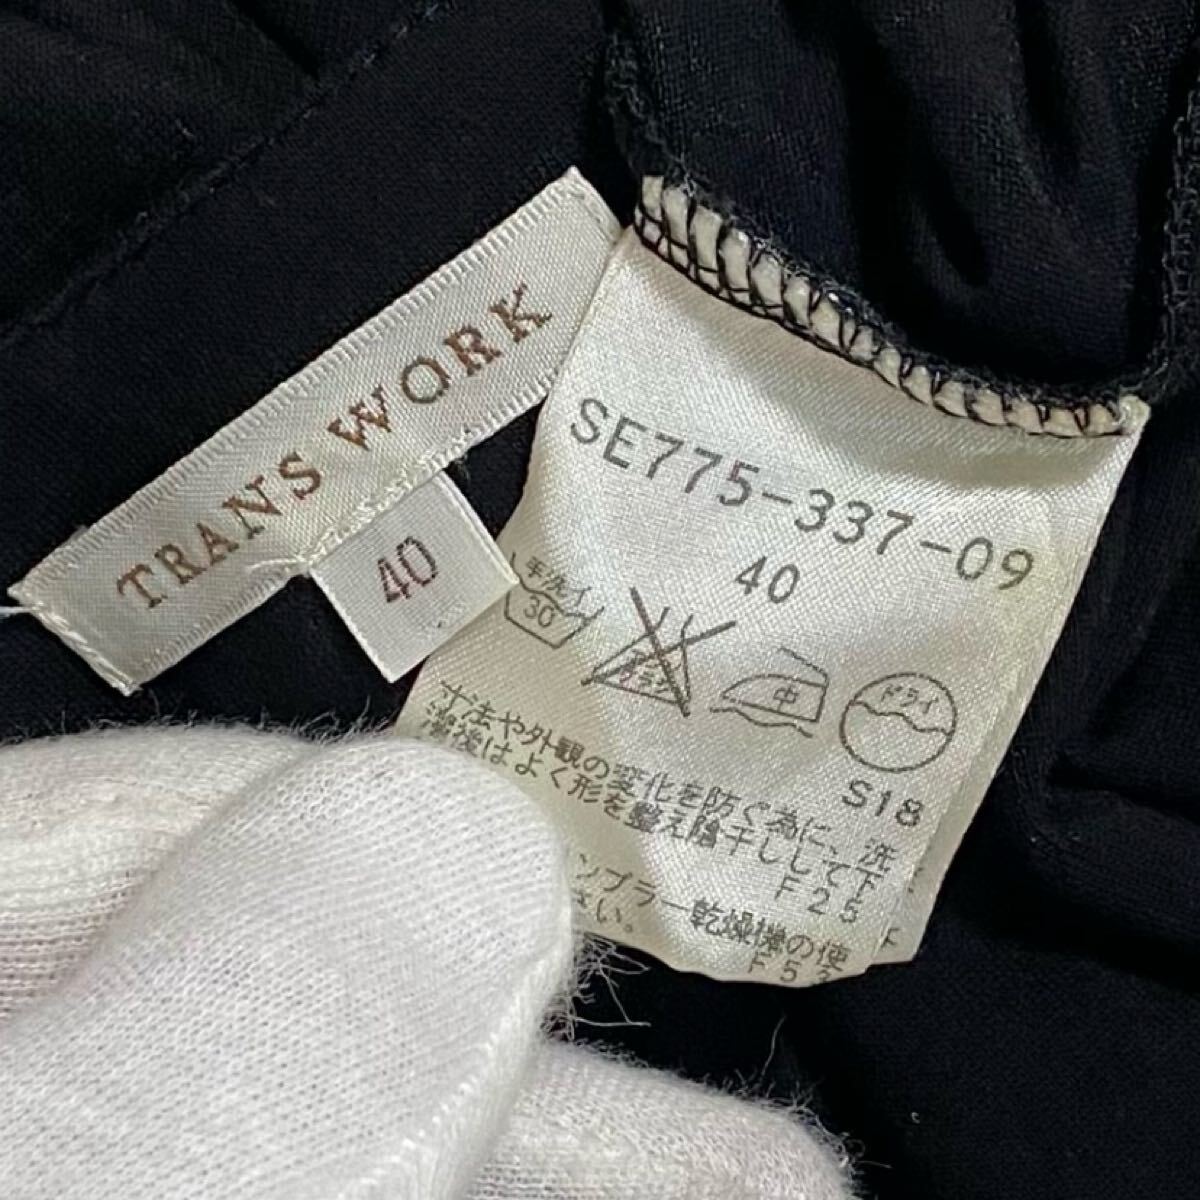 TRANS WORK
40
SE775-337-09
40
手洗イ
30
中
ドライ
S18
寸法や外観の変化を防ぐ為に、洗
濯後はよく形を整え陰干しして下
F25
ンブラー乾燥機の使
さい。
F5